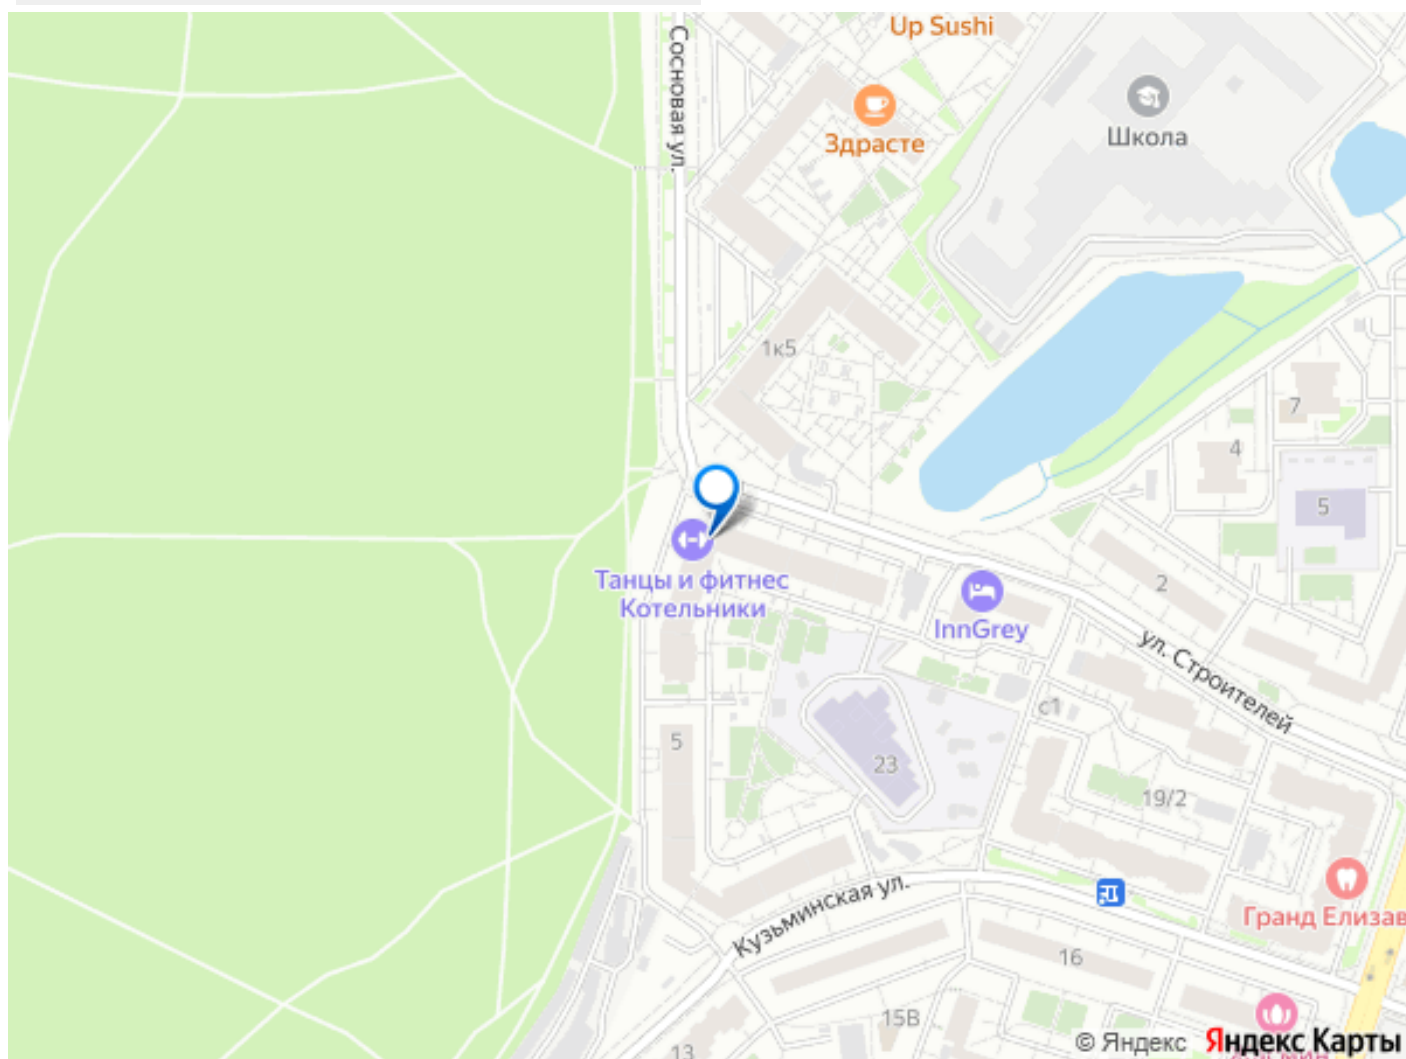 Up Sushi
Сосновая ул.
Здрасте
Школа
1к5
7
4
5
Танцы и фитнес
Котельники
InnGrey
2
ул. Строителей
с1
5
23
19/2
Кузьминская ул.
Гранд Елизав
16
15В
13
© Яндекс Яндекс Карты